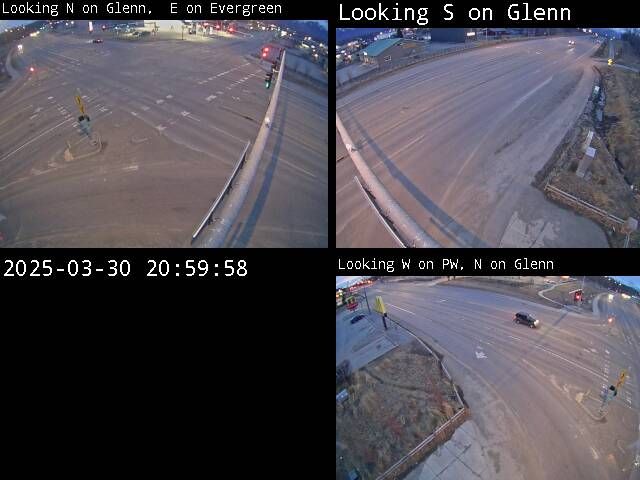 Looking N on Glenn, E on Evergreen
Looking S on Glenn
2025-03-30 20:59:58
Looking W on PW, N on Glenn